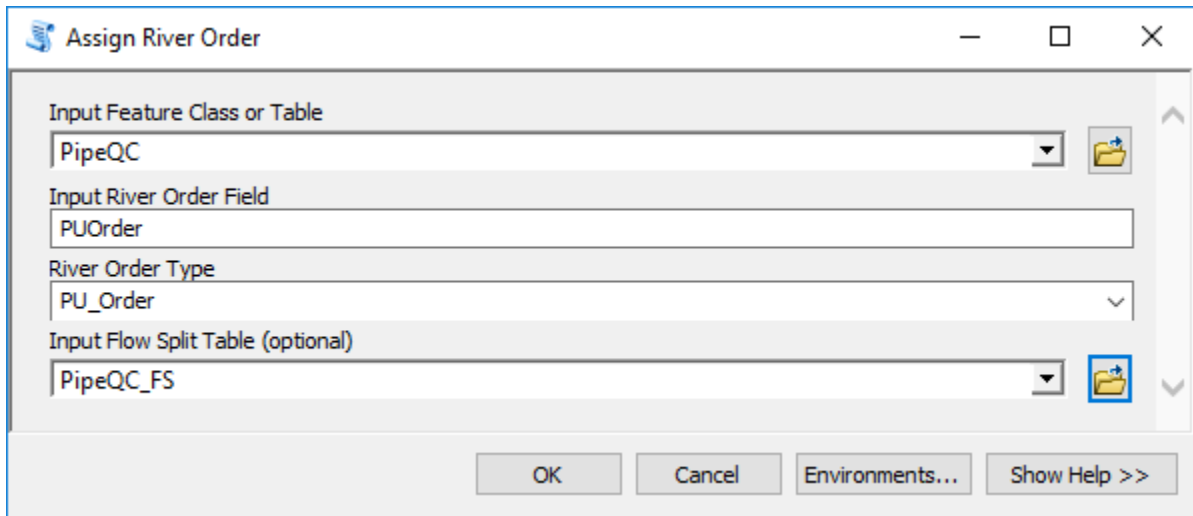 Assign River Order
Input Feature Class or Table
PipeQC
Input River Order Field
PUOrder
River Order Type
PU_Order
Input Flow Split Table (optional)
PipeQC_FS
OK Cancel Environments... Show Help >>